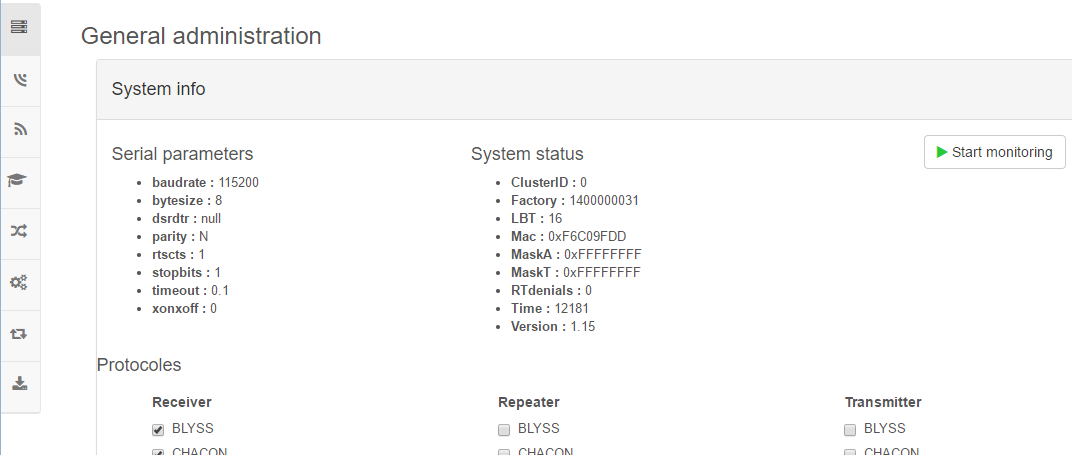 General administration
System info
Serial parameters
baudrate : 115200
bytesize : 8
dsrdtr : null
parity : N
rtscts : 1
stopbits : 1
timeout : 0.1
xonxoff : 0
System status
ClusterID : 0
Factory : 1400000031
LBT : 16
Mac : 0xF6C09FDD
MaskA : 0xFFFFFFFF
MaskT : 0xFFFFFFFF
RTdenials : 0
Time : 12181
Version : 1.15
Start monitoring
Protocoles
Receiver
BLYSS
CHACON
Repeater
BLYSS
CHACON
Transmitter
BLYSS
CHACON